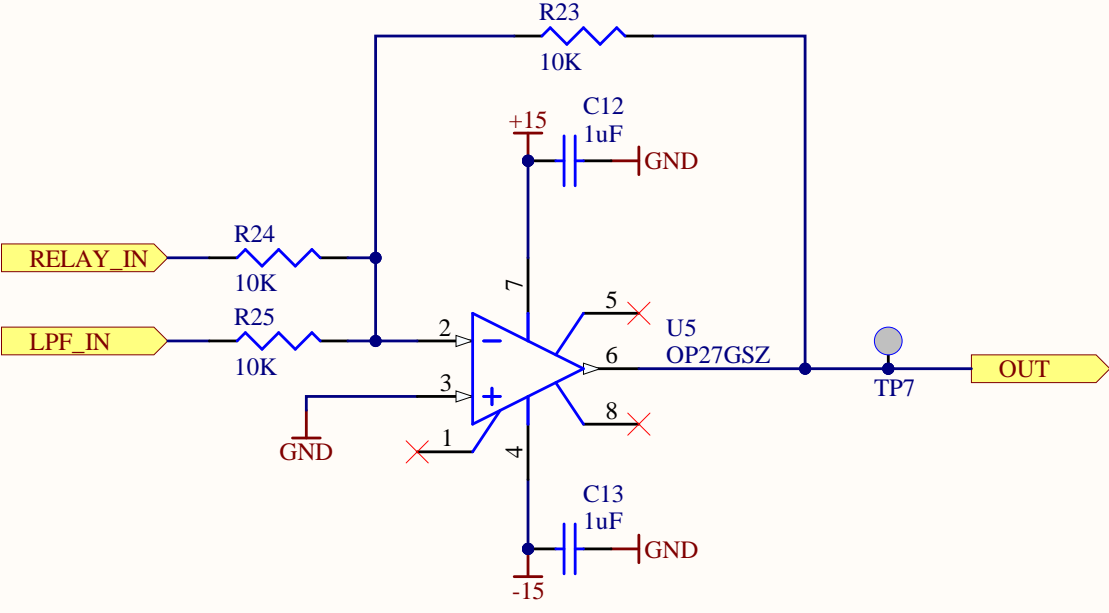 R23
10K
C12
1uF
+15
GND
R24
RELAY_IN
10K
7
R25
LPF_IN
10K
2
5
U5
OP27GSZ
6
OUT
TP7
3
8
GND
1
4
C13
1uF
GND
-15